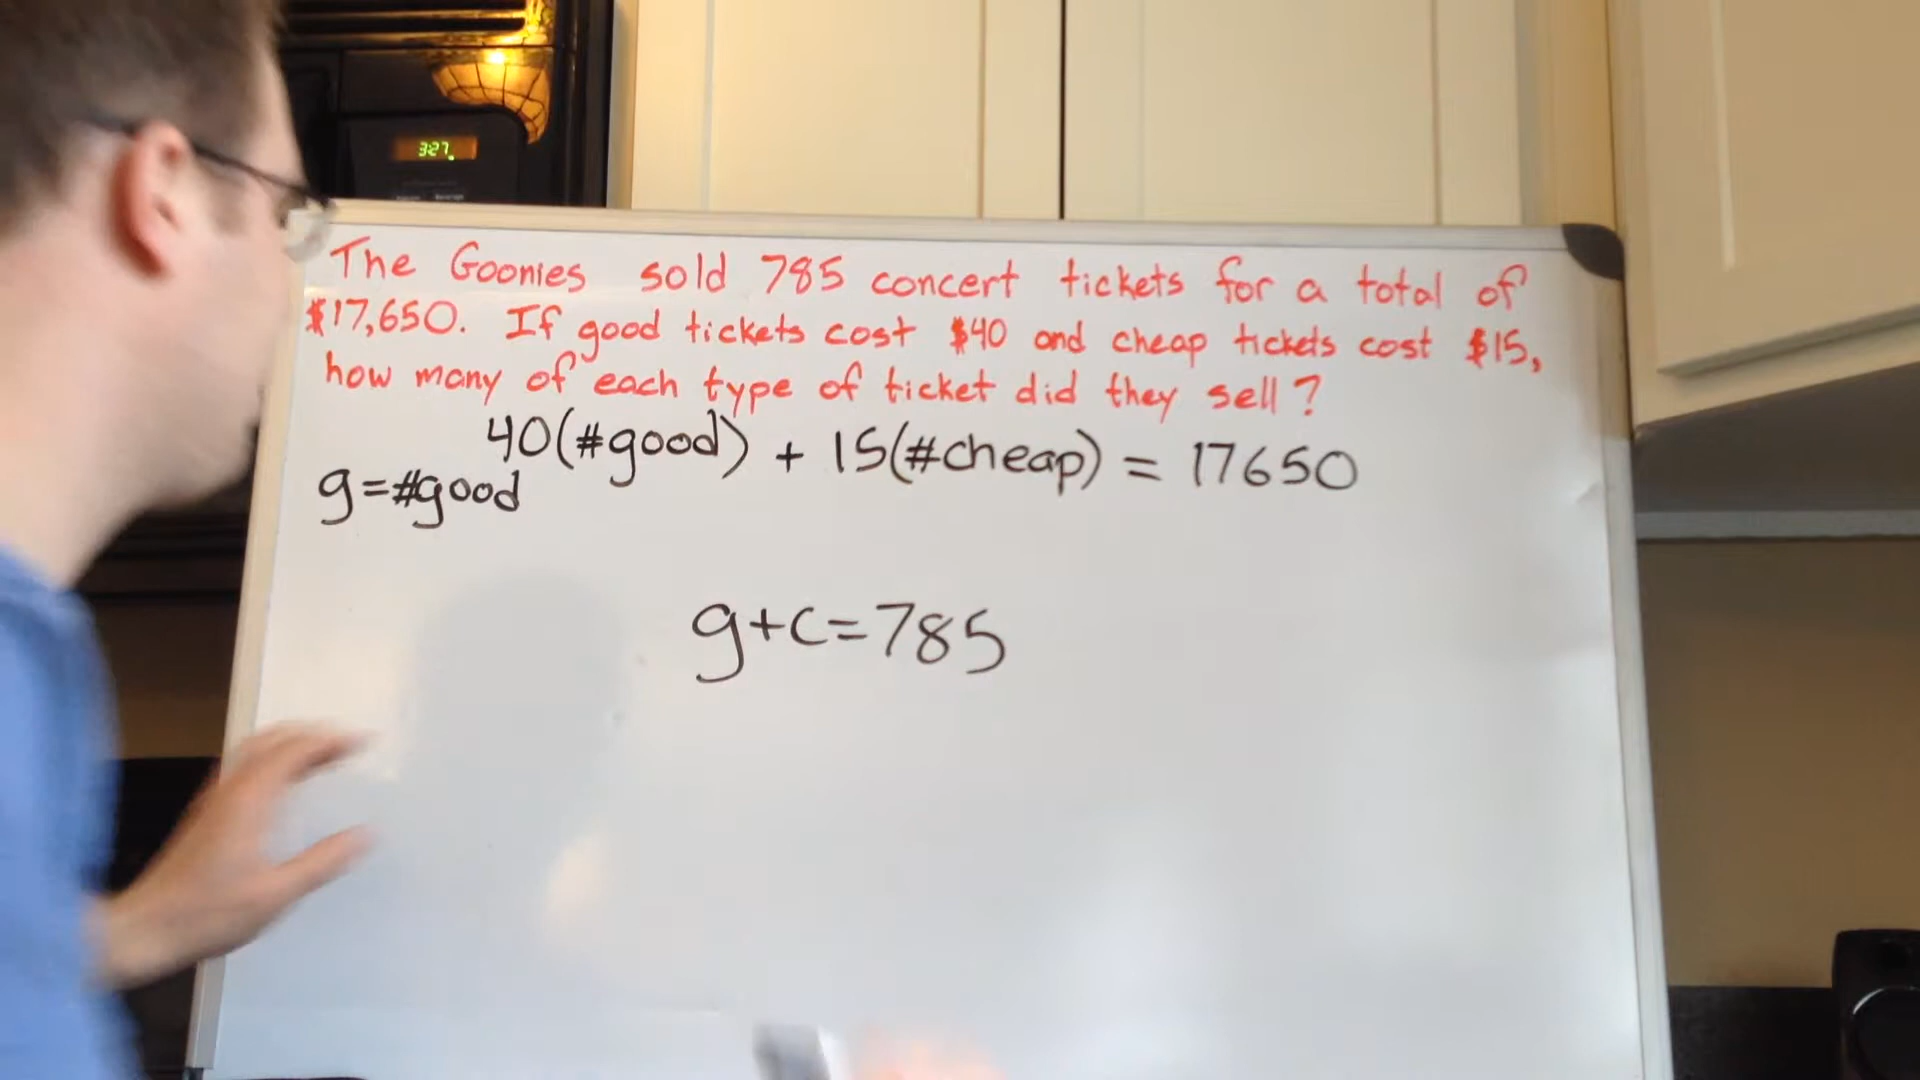 3:27
The Goonies sold 785 concert tickets for a total of
$17,650. If good tickets cost $40 and cheap tickets cost $15,
how many of each type of ticket did they sell?
40(#good) + 15(#cheap) = 17650
g=#good
g+c=785